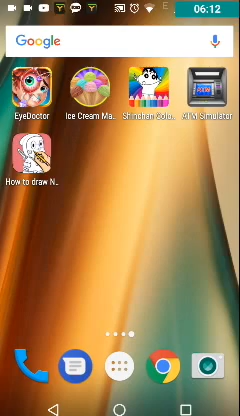 06:12
Google
EyeDoctor
Ice Cream Ma..
Shinchan Colo..
ATM Simulator
How to draw N..